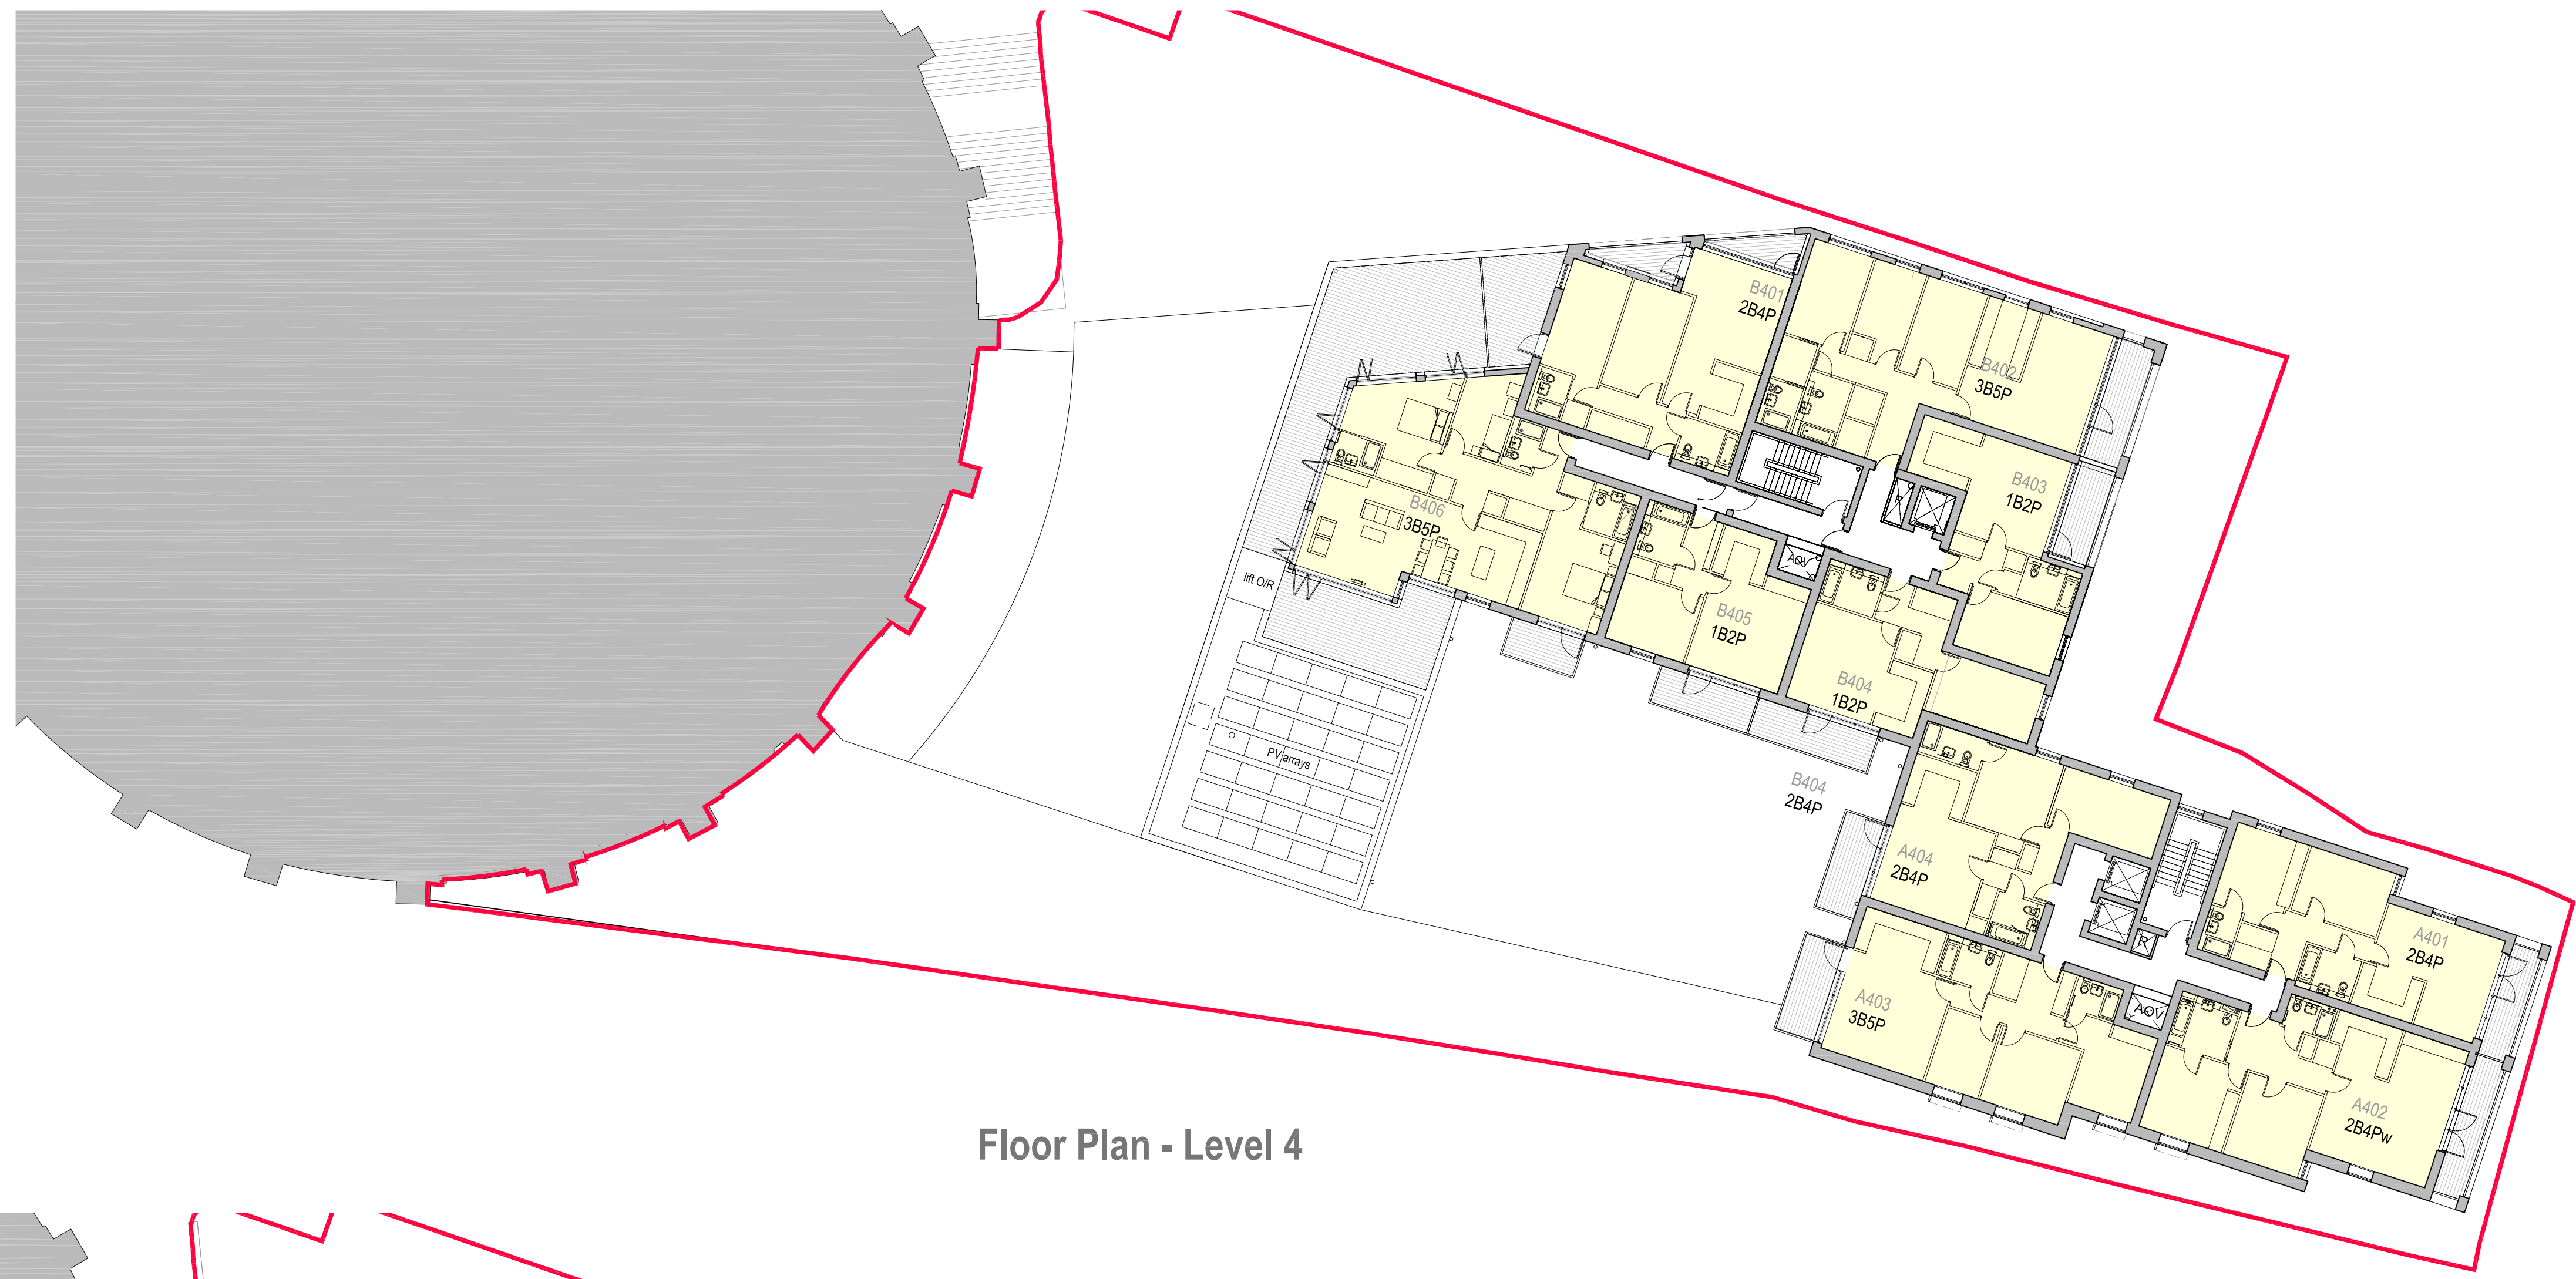 B401
2B4P
B402
3B5P
B403
1B2P
R
B406
3B5P
AOV
lift O/R
B405
1B2P
B404
1B2P
PV arrays
B404
2B4P
A404
2B4P
A401
2B4P
R
A403
3B5P
AOV
A402
2B4Pw
Floor Plan - Level 4